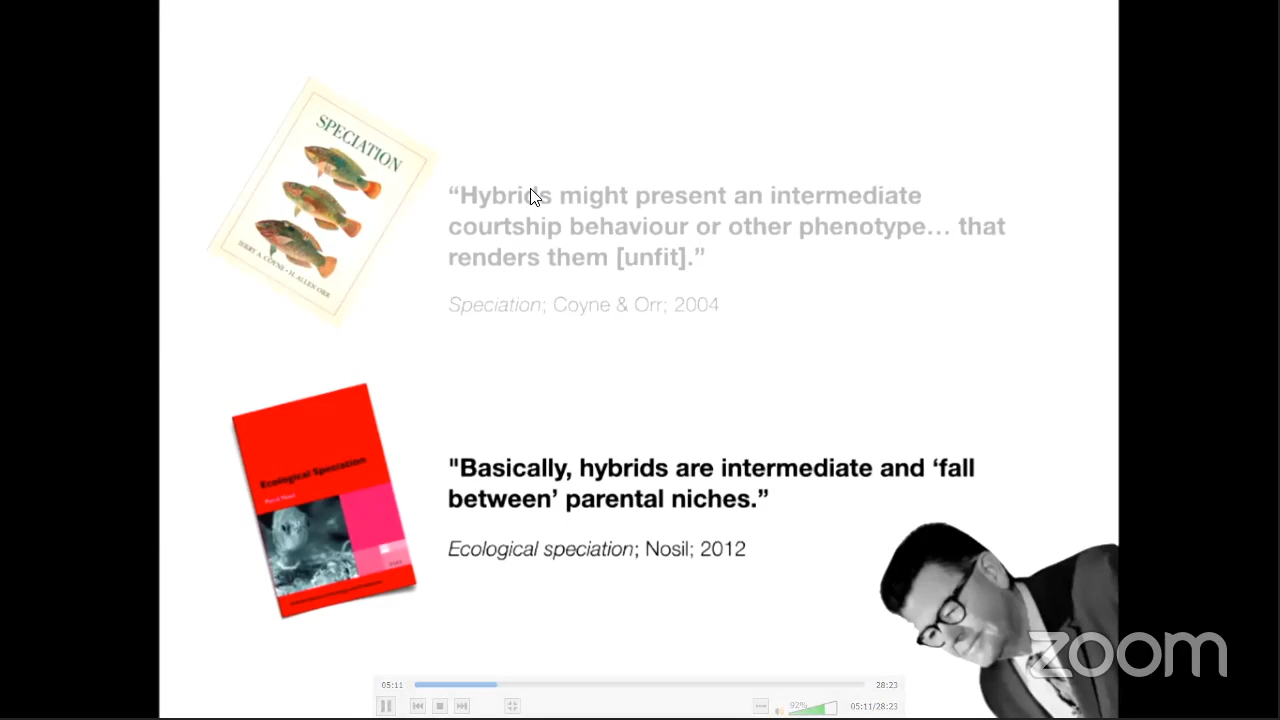 SPECIATION
JERRY A. COYNE • H. ALLEN ORR
“Hybrids might present an intermediate
courtship behaviour or other phenotype… that
renders them [unfit].”
Speciation; Coyne & Orr; 2004
Ecological Speciation
"Basically, hybrids are intermediate and ‘fall
between’ parental niches.”
Ecological speciation; Nosil; 2012
zoom
05:11
28:23
92%
05:11/28:23